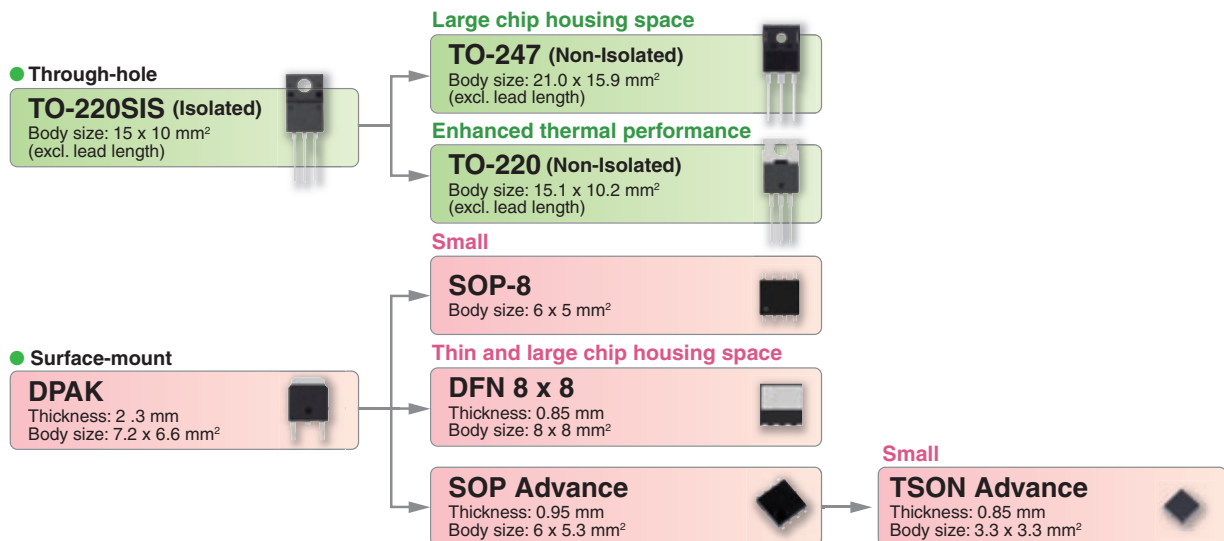 Through-hole
TO-220SIS (Isolated)
Body size: 15 x 10 mm²
(excl. lead length)
Large chip housing space
TO-247 (Non-Isolated)
Body size: 21.0 x 15.9 mm²
(excl. lead length)
Enhanced thermal performance
TO-220 (Non-Isolated)
Body size: 15.1 x 10.2 mm²
(excl. lead length)
Surface-mount
DPAK
Thickness: 2 .3 mm
Body size: 7.2 x 6.6 mm²
Small
SOP-8
Body size: 6 x 5 mm²
Thin and large chip housing space
DFN 8 x 8
Thickness: 0.85 mm
Body size: 8 x 8 mm²
SOP Advance
Thickness: 0.95 mm
Body size: 6 x 5.3 mm²
Small
TSON Advance
Thickness: 0.85 mm
Body size: 3.3 x 3.3 mm²